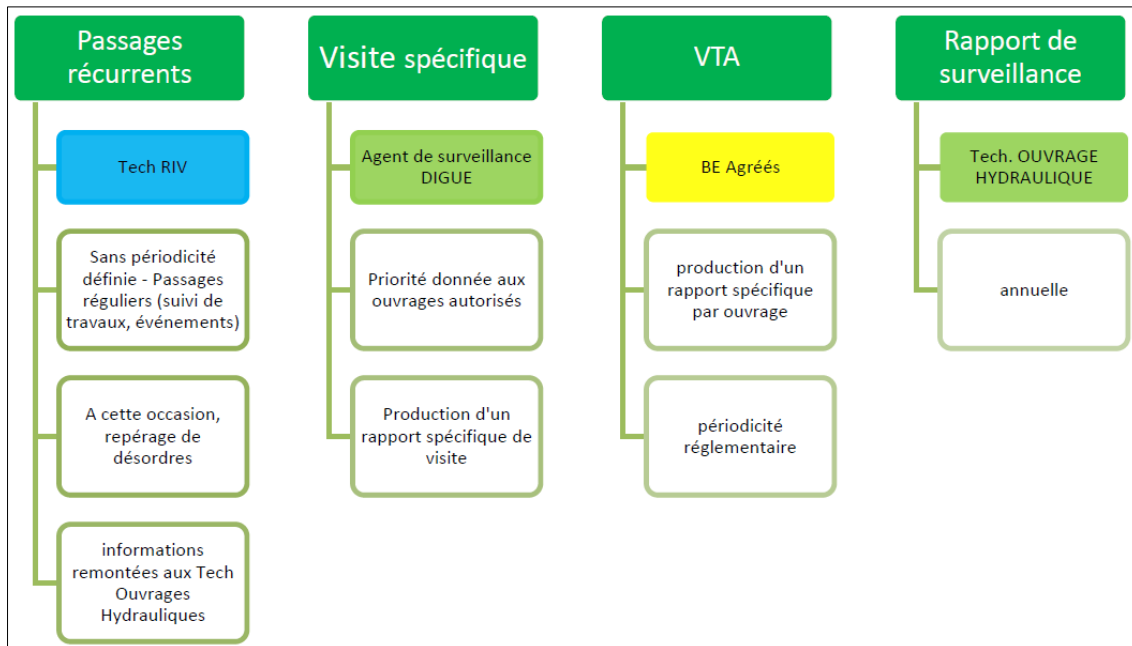 Passages
récurrents
Tech RIV
Sans périodicité
définie - Passages
réguliers (suivi de
travaux, événements)
A cette occasion,
repérage de
désordres
informations
remontées aux Tech
Ouvrages
Hydrauliques
Visite spécifique
Agent de surveillance
DIGUE
Priorité donnée aux
ouvrages autorisés
Production d'un
rapport spécifique de
visite
VTA
BE Agréés
production d'un
rapport spécifique
par ouvrage
périodicité
réglementaire
Rapport de
surveillance
Tech. OUVRAGE
HYDRAULIQUE
annuelle